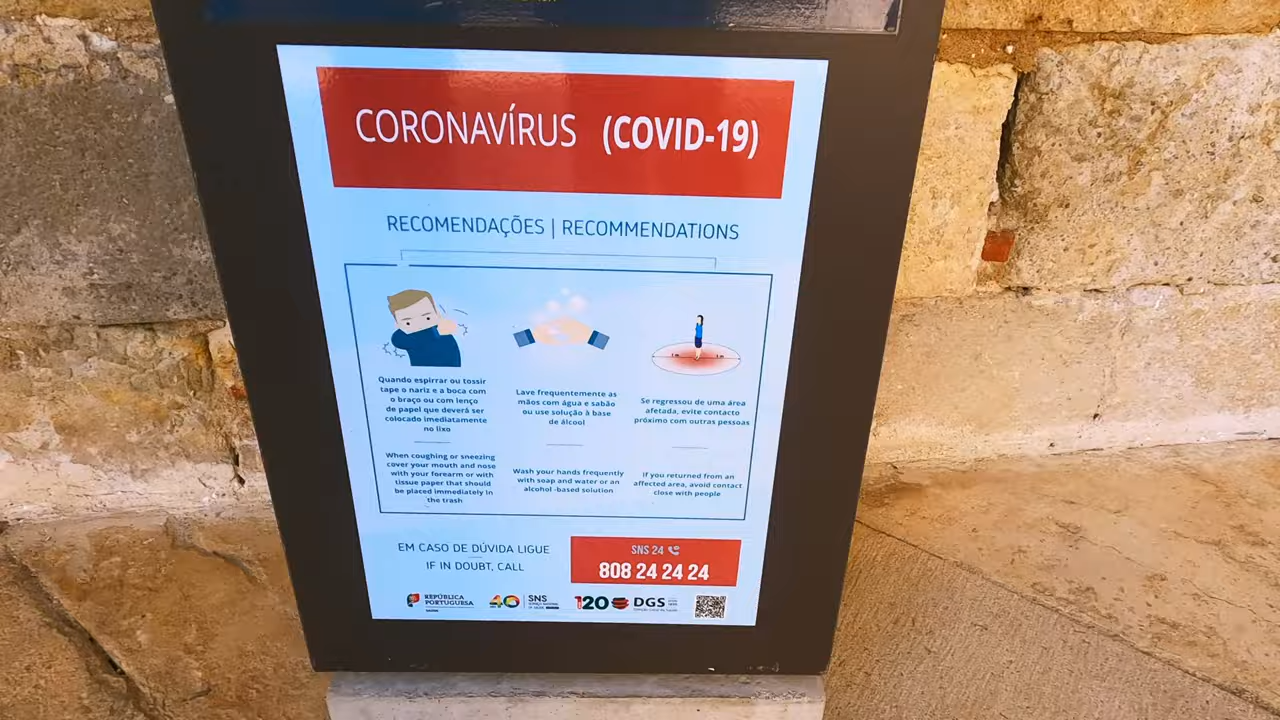 CORONAVÍRUS (COVID-19)
RECOMENDAÇÕES | RECOMMENDATIONS
Quando espirrar ou tossir
tape o nariz e a boca com
o braço ou com lenço
de papel que deverá ser
colocado imediatamente
no lixo
When coughing or sneezing
cover your mouth and nose
with your forearm or with
tissue paper that should
be placed immediately in
the trash
Lave frequentemente as
mãos com água e sabão
ou use solução à base
de álcool
Wash your hands frequently
with soap and water or an
alcohol -based solution
1 m 1 m
Se regressou de uma área
afetada, evite contacto
próximo com outras pessoas
If you returned from an
affected area, avoid contact
close with people
EM CASO DE DÚVIDA LIGUE
IF IN DOUBT, CALL
SNS 24
808 24 24 24
REPÚBLICA
PORTUGUESA
SAÚDE
40
SNS
120
DGS